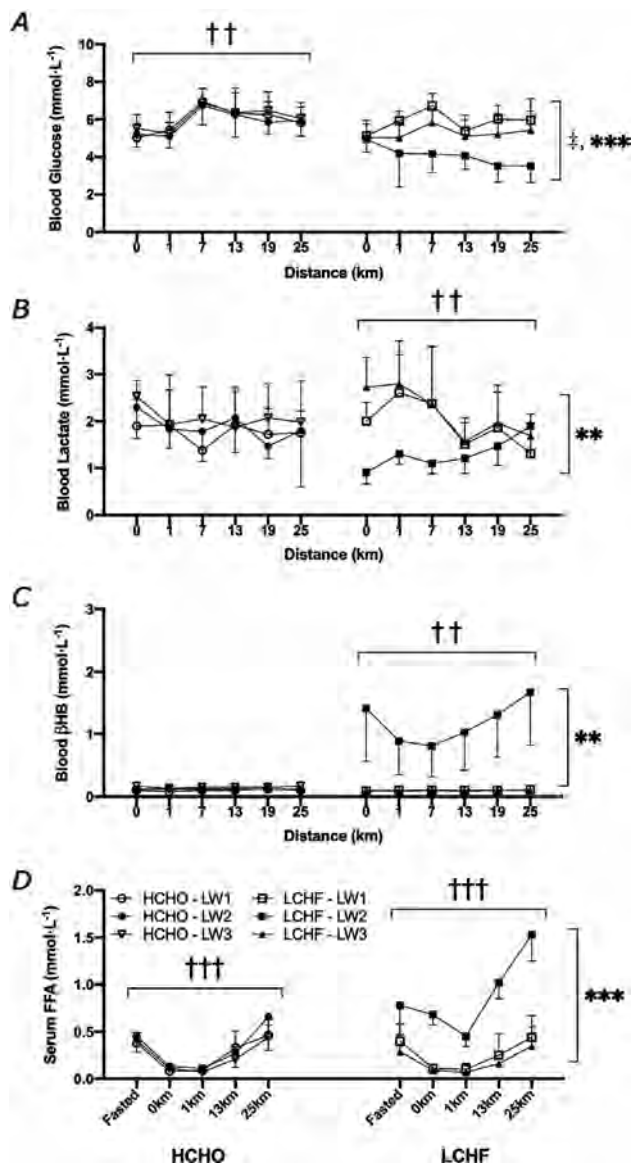 A
††
Blood Glucose (mmol·L⁻¹)
10
8
6
4
2
0
0 1 7 13 19 25
0 1 7 13 19 25
Distance (km)
***
B
††
Blood Lactate (mmol·L⁻¹)
4
3
2
1
0
**
0 1 7 13 19 25
0 1 7 13 19 25
Distance (km)
C
††
Blood βHB (mmol·L⁻¹)
3
2
1
0
**
0 1 7 13 19 25
0 1 7 13 19 25
Distance (km)
D
HCHO - LW1
HCHO - LW2
HCHO - LW3
LCHF - LW1
LCHF - LW2
LCHF - LW3
†††
†††
Serum FFA (mmol·L⁻¹)
2.0
1.5
1.0
0.5
0.0
***
Fasted 0km 1km 13km 25km
Fasted 0km 1km 13km 25km
HCHO
LCHF